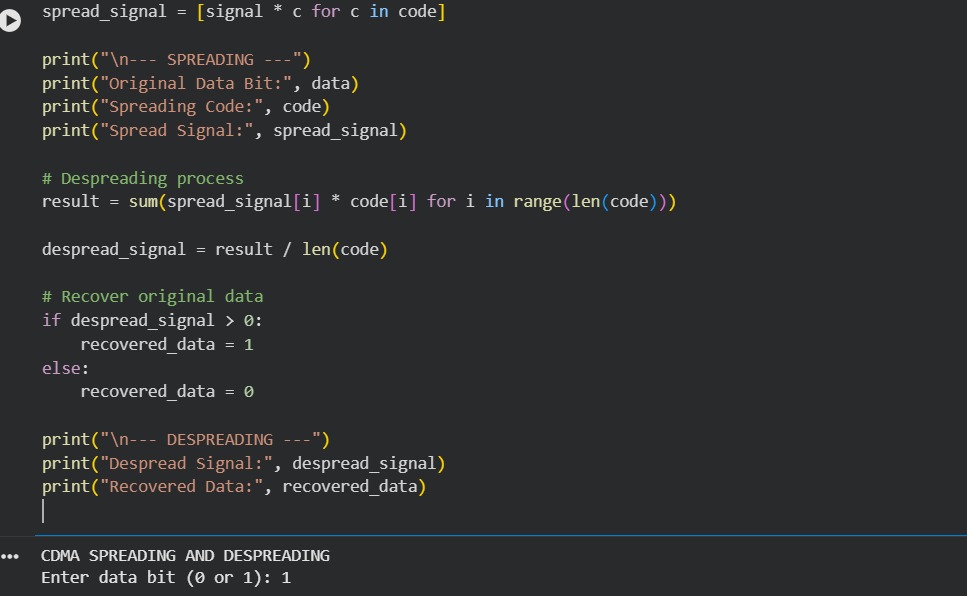 spread_signal = [signal * c for c in code]
print("\n--- SPREADING ---")
print("Original Data Bit:", data)
print("Spreading Code:", code)
print("Spread Signal:", spread_signal)
# Despreading process
result = sum(spread_signal[i] * code[i] for i in range(len(code)))
despread_signal = result / len(code)
# Recover original data
if despread_signal > 0:
    recovered_data = 1
else:
    recovered_data = 0
print("\n--- DESPREADING ---")
print("Despread Signal:", despread_signal)
print("Recovered Data:", recovered_data)
CDMA SPREADING AND DESPREADING
Enter data bit (0 or 1): 1